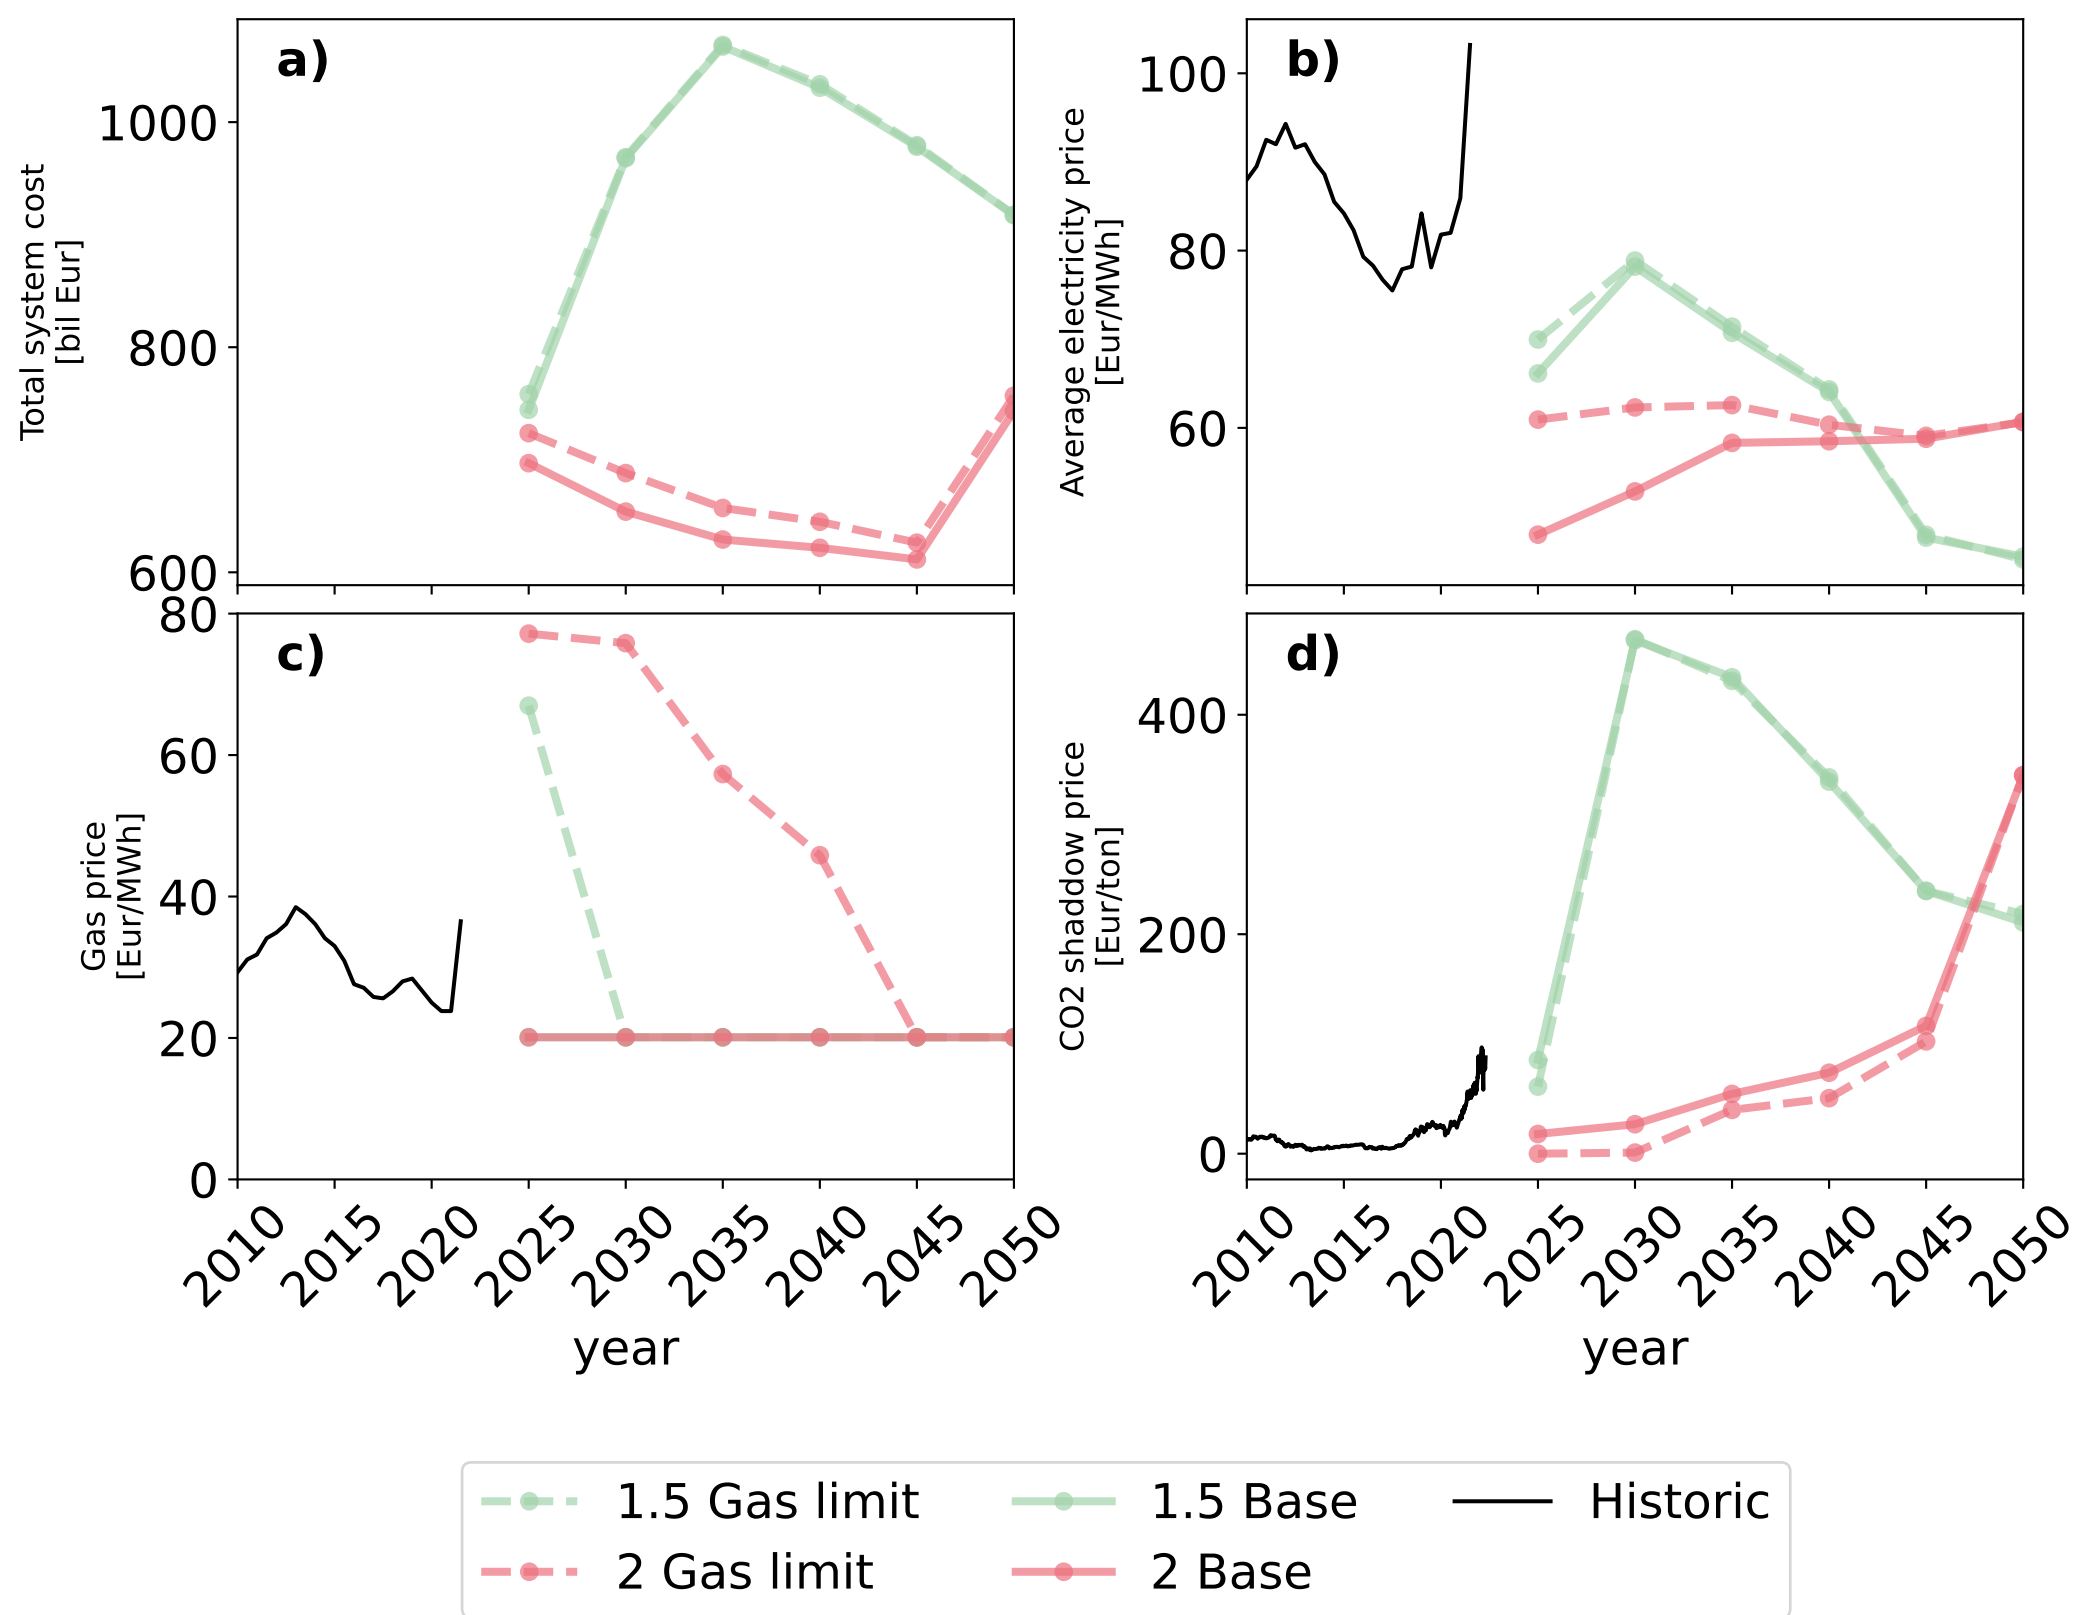 a)
Total system cost
[bil Eur]
1000
800
600
b)
Average electricity price
[Eur/MWh]
100
80
60
c)
Gas price
[Eur/MWh]
80
60
40
20
0
2010 2015 2020 2025 2030 2035 2040 2045 2050
year
d)
CO2 shaddow price
[Eur/ton]
400
200
0
2010 2015 2020 2025 2030 2035 2040 2045 2050
year
1.5 Gas limit 1.5 Base Historic
2 Gas limit 2 Base